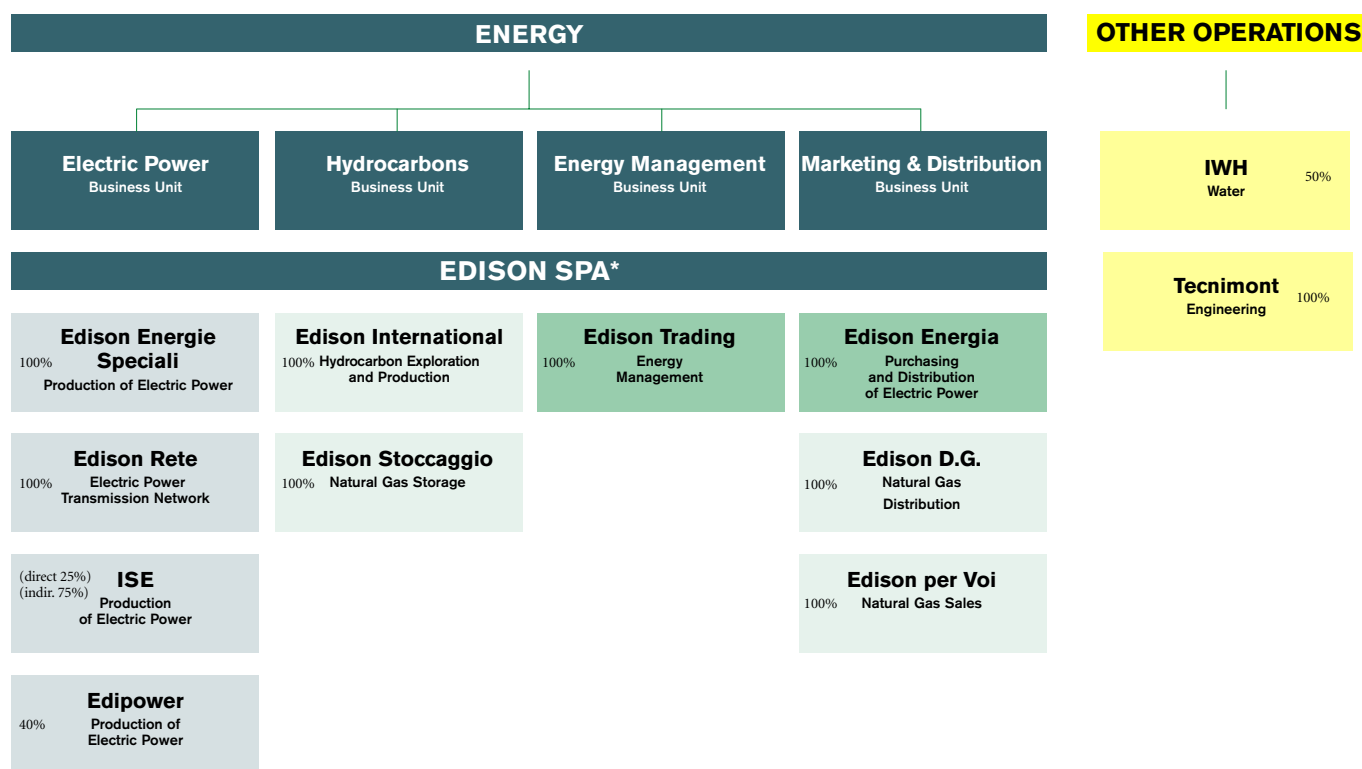 ENERGY
OTHER OPERATIONS
Electric Power
Business Unit
Hydrocarbons
Business Unit
Energy Management
Business Unit
Marketing & Distribution
Business Unit
IWH
Water
50%
EDISON SPA*
Tecnimont
Engineering
100%
Edison Energie
Speciali
100%
Production of Electric Power
Edison International
100% Hydrocarbon Exploration
and Production
Edison Trading
100% Energy
Management
Edison Energia
100% Purchasing
and Distribution
of Electric Power
Edison Rete
100% Electric Power
Transmission Network
Edison Stoccaggio
100% Natural Gas Storage
Edison D.G.
100% Natural Gas
Distribution
(direct 25%)
(indir. 75%)
ISE
Production
of Electric Power
Edison per Voi
100% Natural Gas Sales
Edipower
40% Production of
Electric Power